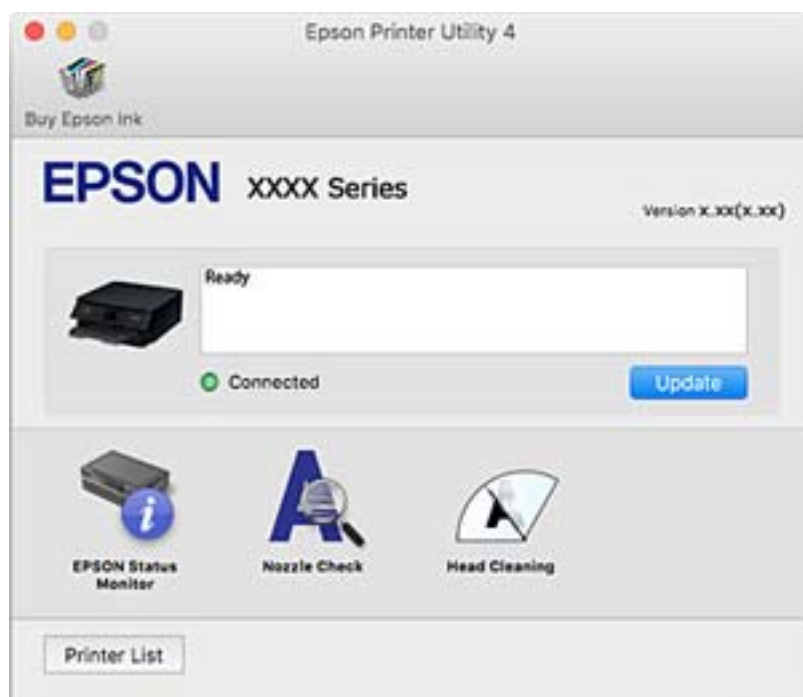 Epson Printer Utility 4
Buy Epson Ink
EPSON XXXX Series
Version x.xx(x.xx)
Ready
Connected
Update
EPSON Status
Monitor
Nozzle Check
Head Cleaning
Printer List